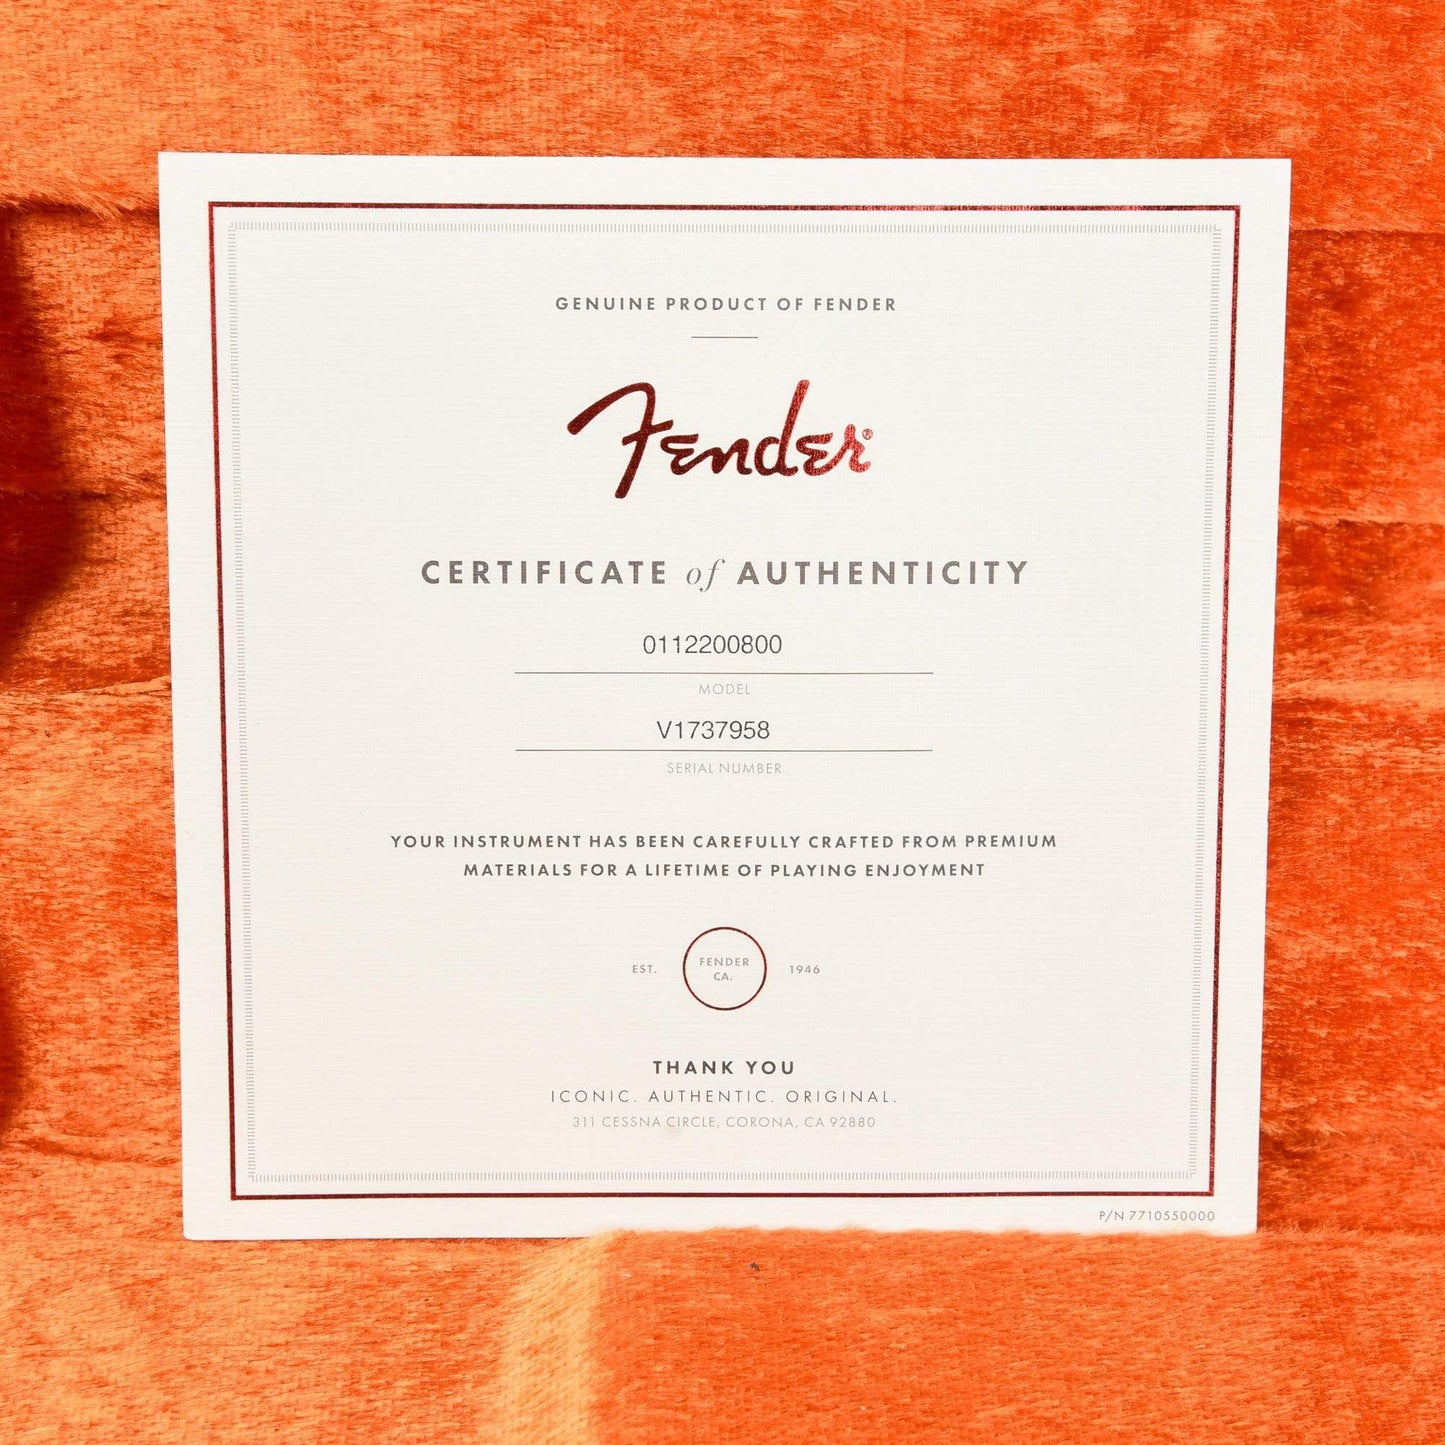 GENUINE PRODUCT OF FENDER
Fender®
CERTIFICATE of AUTHENTICITY
0112200800
MODEL
V1737958
SERIAL NUMBER
YOUR INSTRUMENT HAS BEEN CAREFULLY CRAFTED FROM PREMIUM
MATERIALS FOR A LIFETIME OF PLAYING ENJOYMENT
EST. FENDER CA. 1946
THANK YOU
ICONIC. AUTHENTIC. ORIGINAL.
311 CESSNA CIRCLE, CORONA, CA 92880
P/N 7710550000